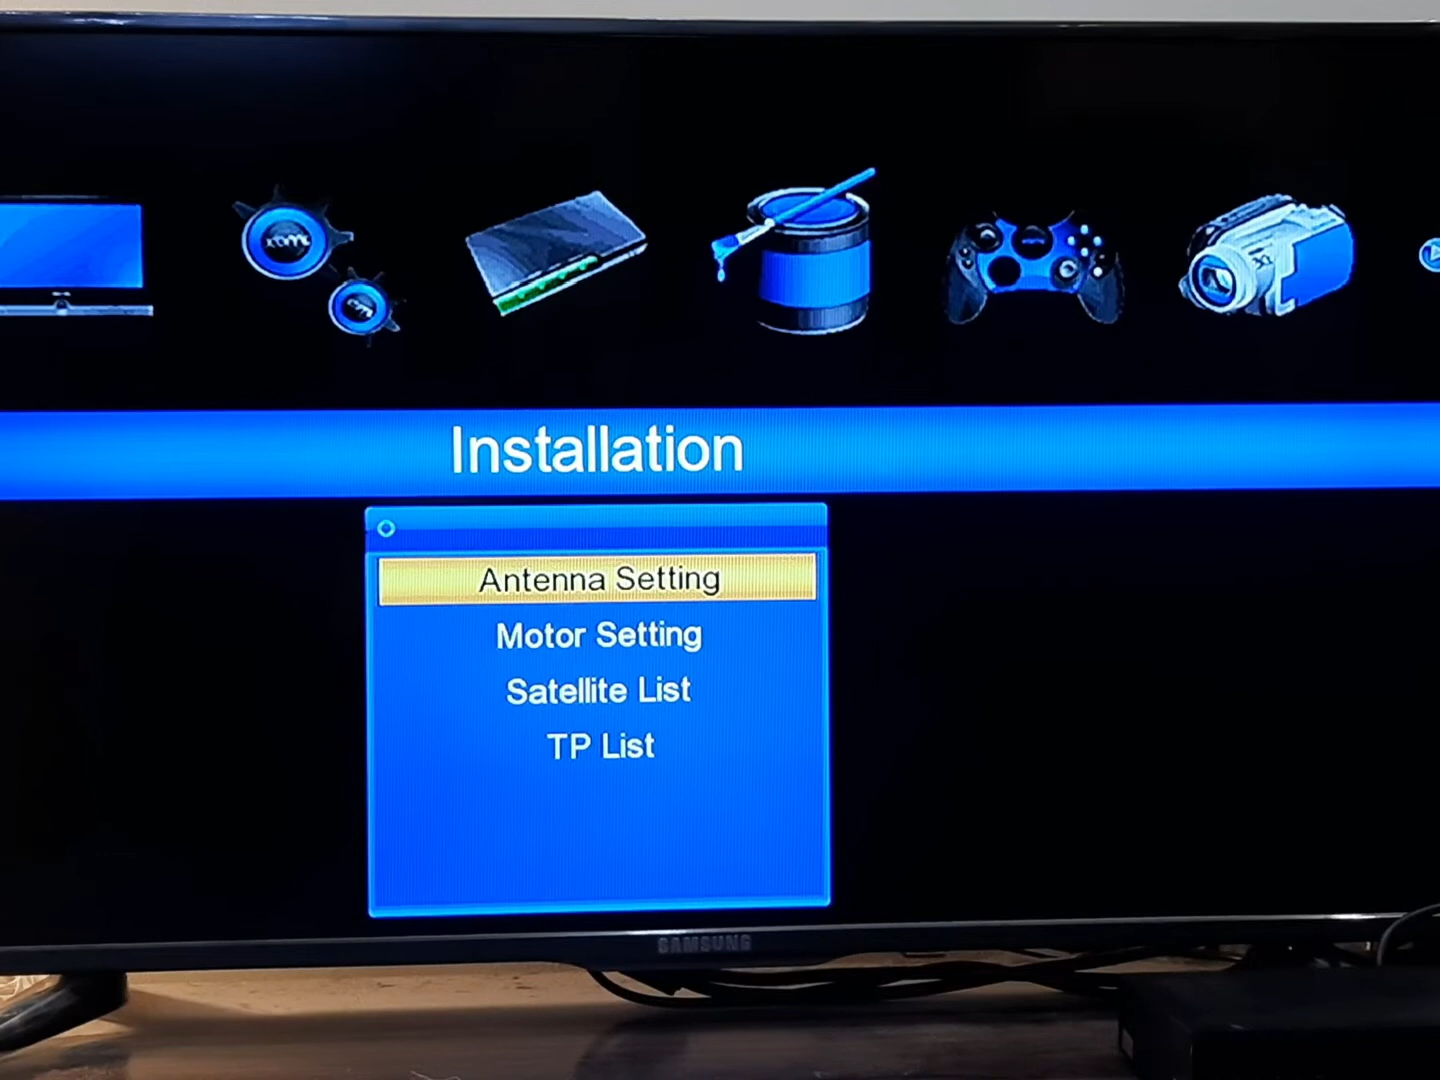 Installation
Antenna Setting
Motor Setting
Satellite List
TP List
SAMSUNG